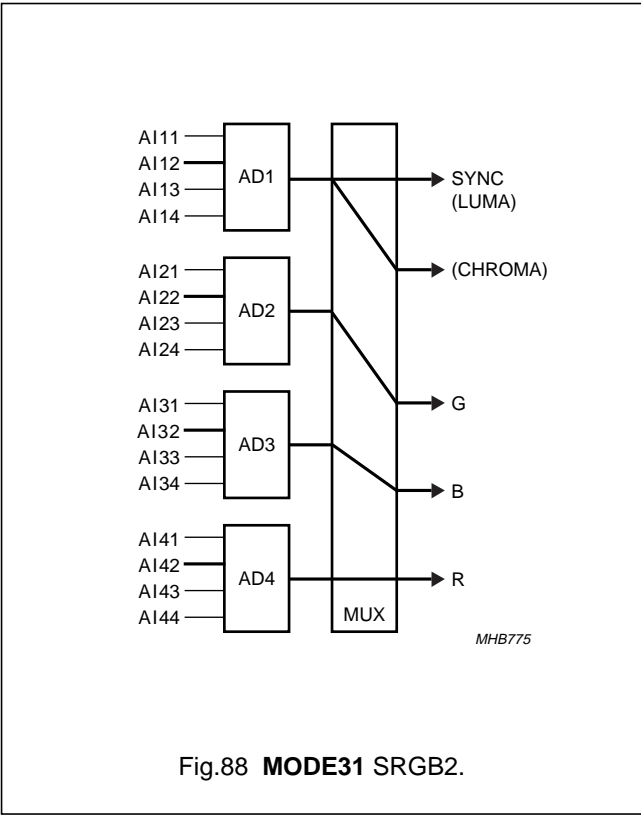 AI11
AI12
AI13
AI14
AD1
SYNC
(LUMA)
(CHROMA)
AI21
AI22
AI23
AI24
AD2
G
AI31
AI32
AI33
AI34
AD3
B
AI41
AI42
AI43
AI44
AD4
R
MUX
MHB775
Fig.88 MODE31 SRGB2.